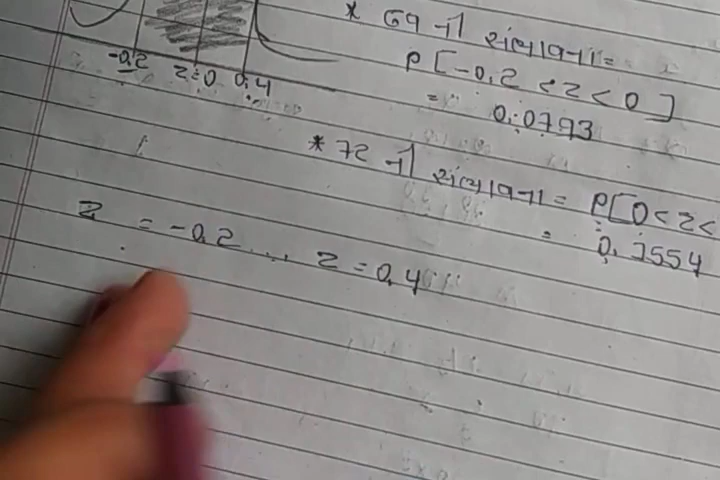 -0.2 z=0 0.4
* 69 ની સંભાવના =
P[-0.2 < z < 0]
= 0.0793
* 72 ની સંભાવના = P[0 < z <
= 0.1554
z = -0.2 ... z = 0.4